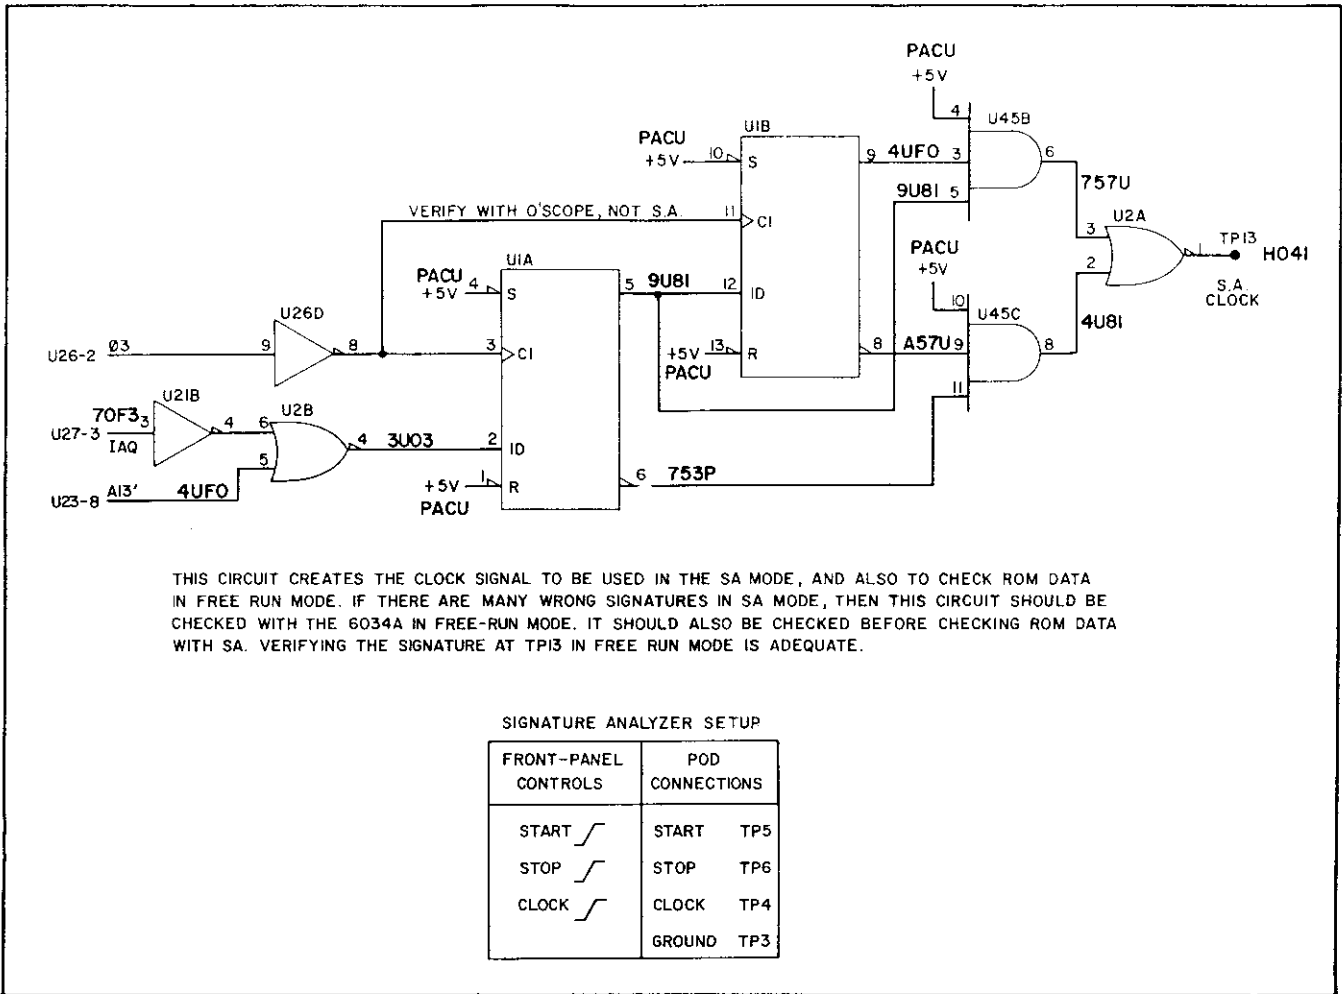 PACU
+5V
4
U45B
U1B
PACU
+5V
10
S
9
4UF0
3
6
9U81
5
757U
VERIFY WITH O'SCOPE, NOT S.A.
11
C1
U2A
3
1
TP13
H041
2
S.A.
CLOCK
U1A
PACU
+5V
4
S
5
9U81
12
1D
PACU
+5V
10
U45C
4U81
U26D
U26-2
Ø3
9
8
3
C1
+5V
13
R
PACU
8
A57U
9
8
11
U21B
70F3
3
4
U27-3
IAQ
U2B
6
4
3U03
2
1D
5
U23-8
A13'
4UF0
+5V
1
R
PACU
6
753P
THIS CIRCUIT CREATES THE CLOCK SIGNAL TO BE USED IN THE SA MODE, AND ALSO TO CHECK ROM DATA
IN FREE RUN MODE. IF THERE ARE MANY WRONG SIGNATURES IN SA MODE, THEN THIS CIRCUIT SHOULD BE
CHECKED WITH THE 6034A IN FREE-RUN MODE. IT SHOULD ALSO BE CHECKED BEFORE CHECKING ROM DATA
WITH SA. VERIFYING THE SIGNATURE AT TP13 IN FREE RUN MODE IS ADEQUATE.
SIGNATURE ANALYZER SETUP
FRONT-PANEL
CONTROLS
POD
CONNECTIONS
START
START TP5
STOP
STOP TP6
CLOCK
CLOCK TP4
GROUND TP3